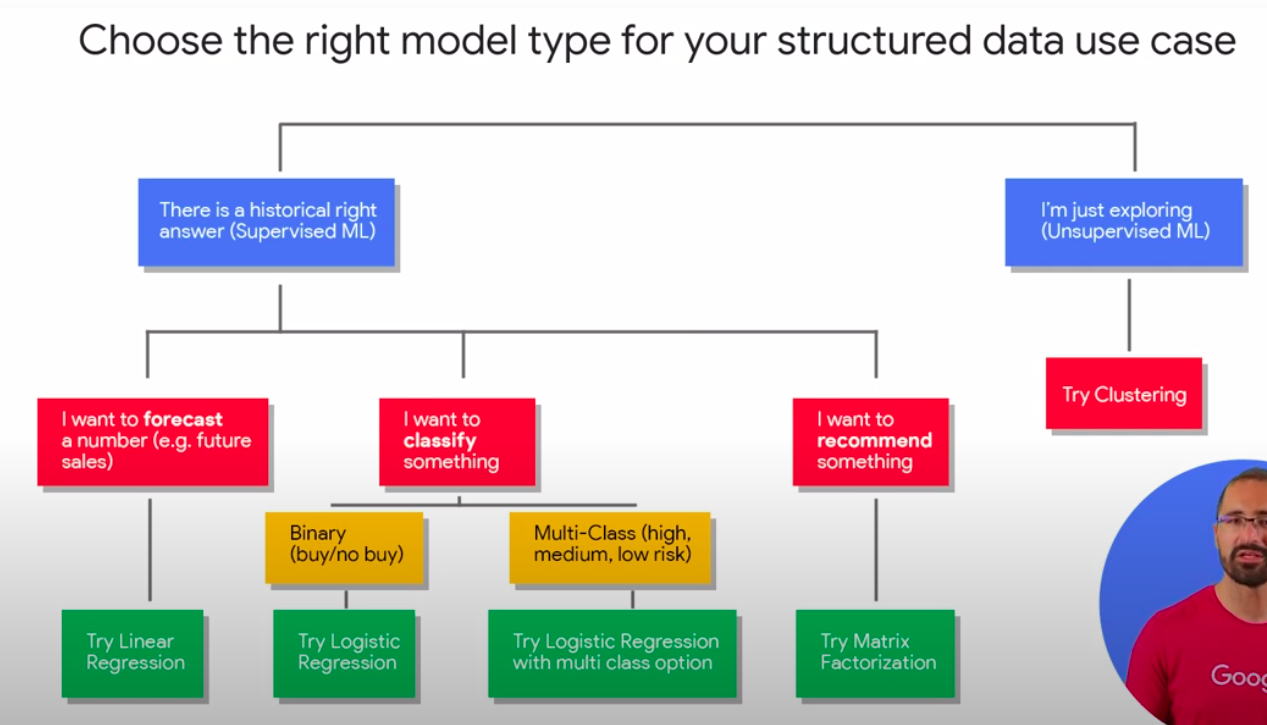 Choose the right model type for your structured data use case
There is a historical right
answer (Supervised ML)
I'm just exploring
(Unsupervised ML)
I want to forecast
a number (e.g. future
sales)
I want to
classify
something
I want to
recommend
something
Try Clustering
Binary
(buy/no buy)
Multi-Class (high,
medium, low risk)
Try Linear
Regression
Try Logistic
Regression
Try Logistic Regression
with multi class option
Try Matrix
Factorization
Goog